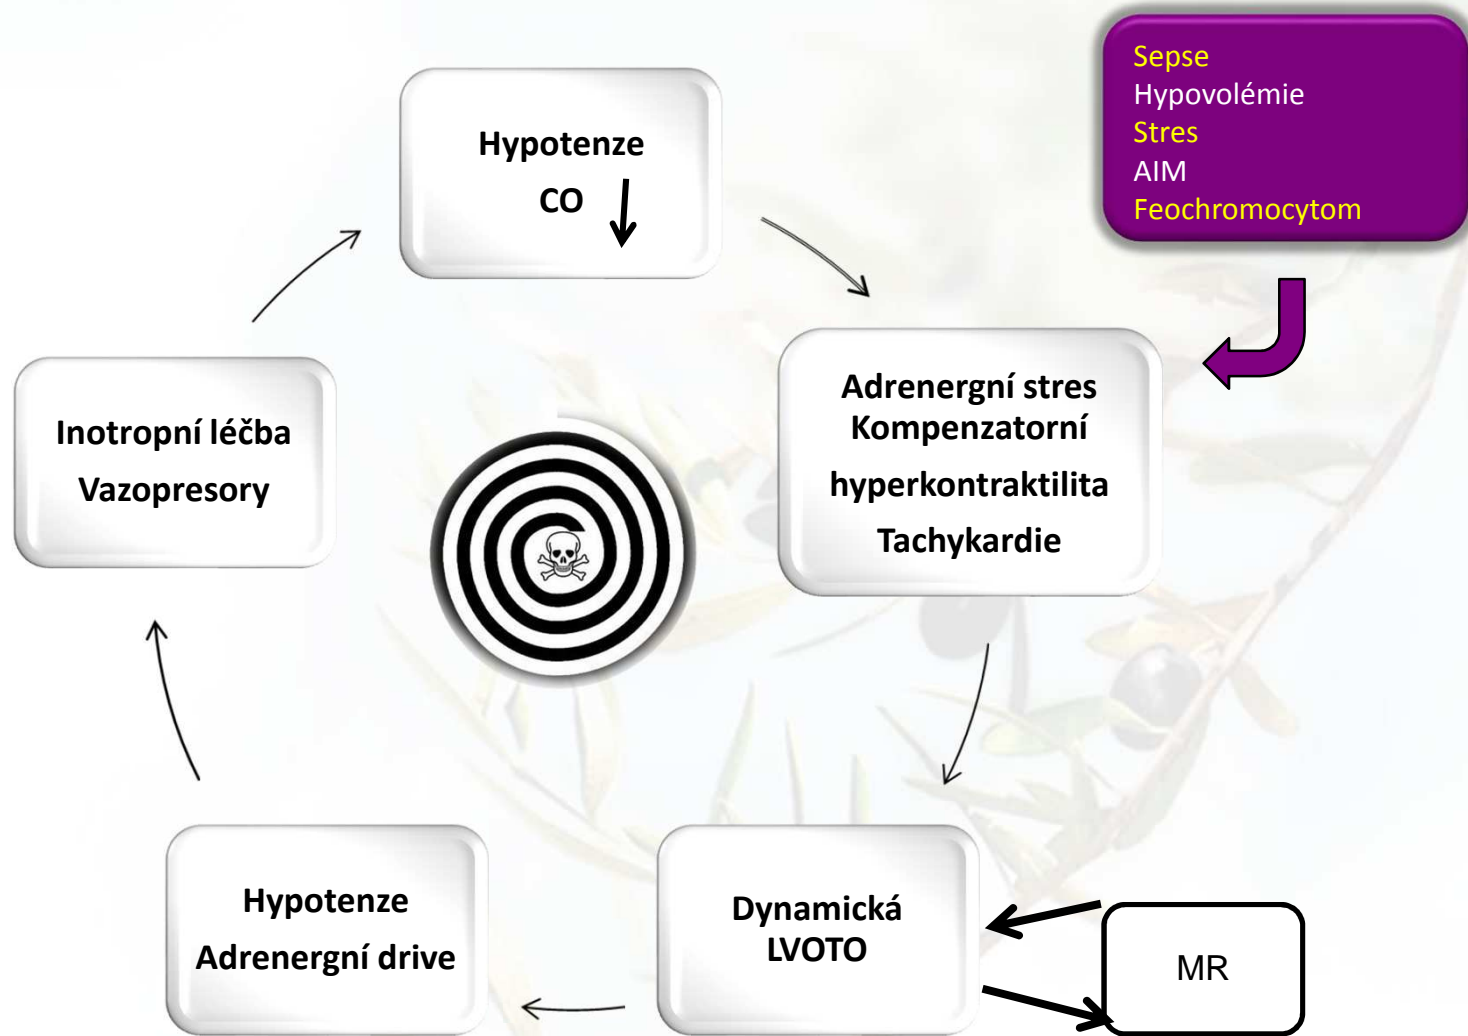 Sepse
Hypovolémie
Stres
AIM
Feochromocytom
Hypotenze
CO
Adrenergní stres
Kompenzatorní
hyperkontraktilita
Tachykardie
Inotropní léčba
Vazopresory
Hypotenze
Adrenergní drive
Dynamická
LVOTO
MR